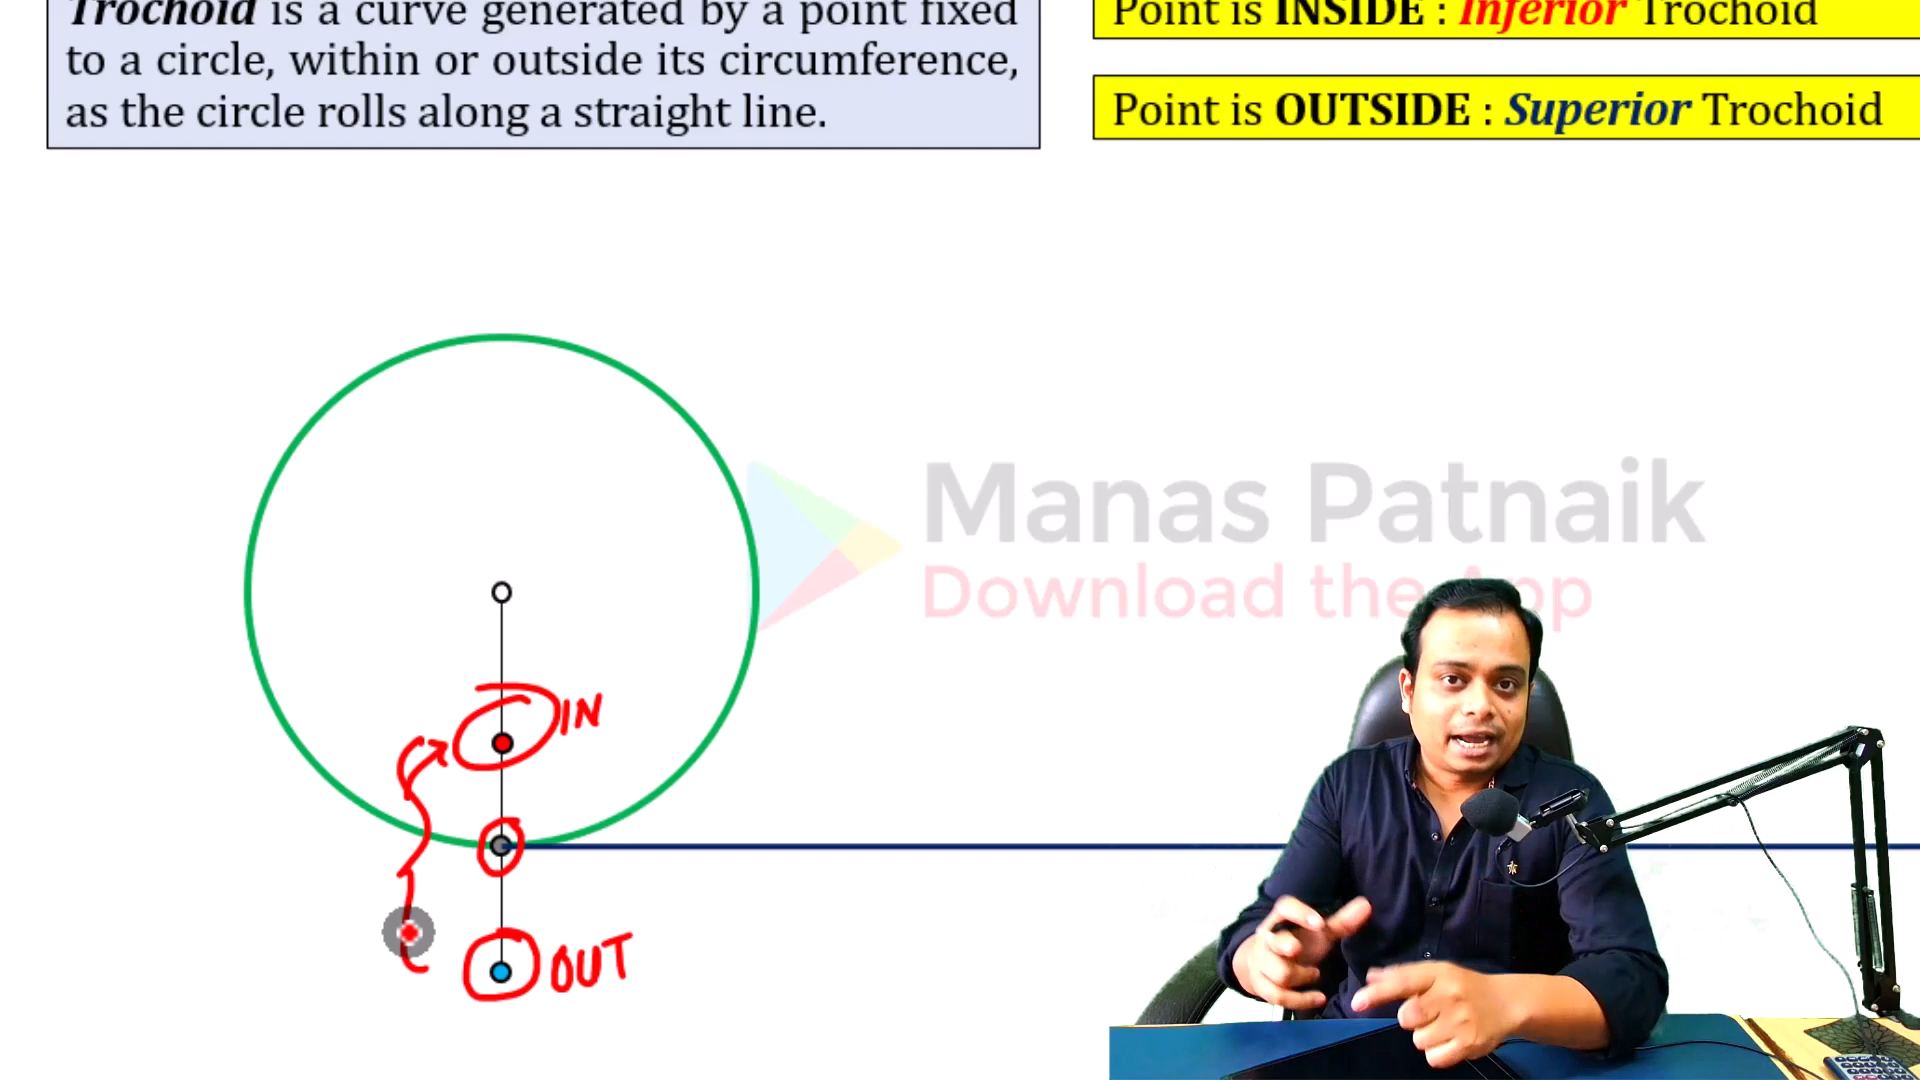 Trochoid is a curve generated by a point fixed
to a circle, within or outside its circumference,
as the circle rolls along a straight line.
Point is INSIDE : Inferior Trochoid
Point is OUTSIDE : Superior Trochoid
Manas Patnaik
Download the App
IN
OUT